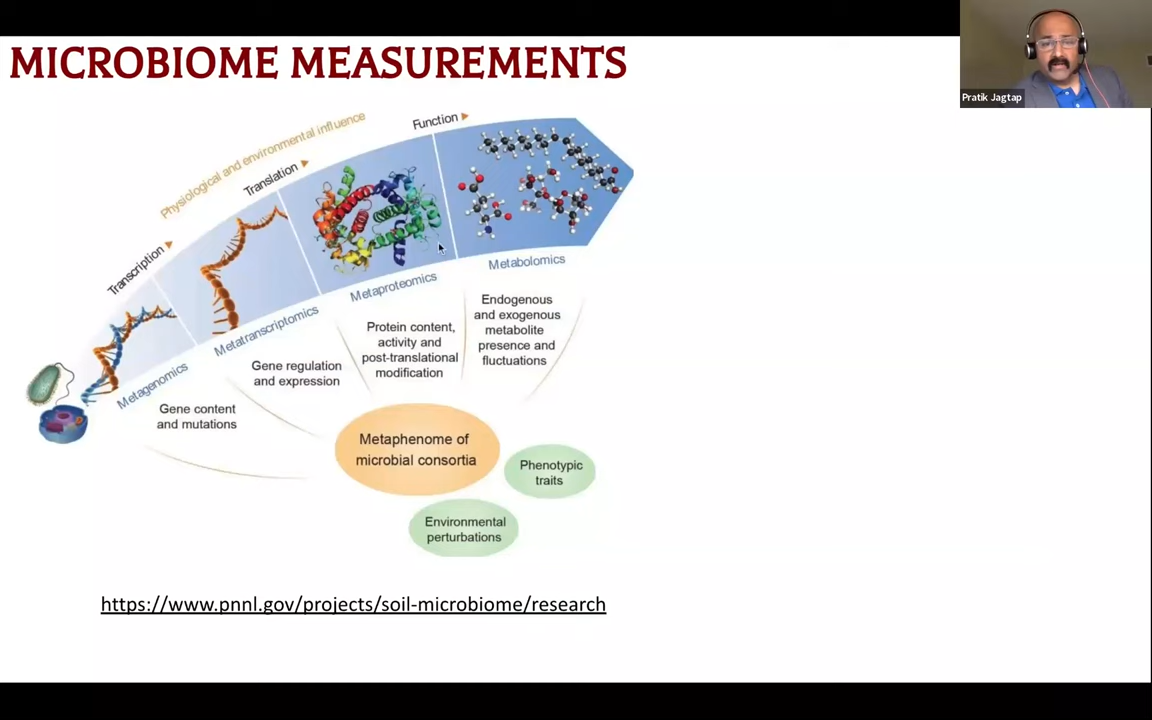 MICROBIOME MEASUREMENTS
Pratik Jagtap
Physiological and environmental influence
Function
Translation
Transcription
Metabolomics
Metaproteomics
Metatranscriptomics
Metagenomics
Endogenous
and exogenous
metabolite
presence and
fluctuations
Protein content,
activity and
post-translational
modification
Gene regulation
and expression
Gene content
and mutations
Metaphenome of
microbial consortia
Phenotypic
traits
Environmental
perturbations
https://www.pnnl.gov/projects/soil-microbiome/research